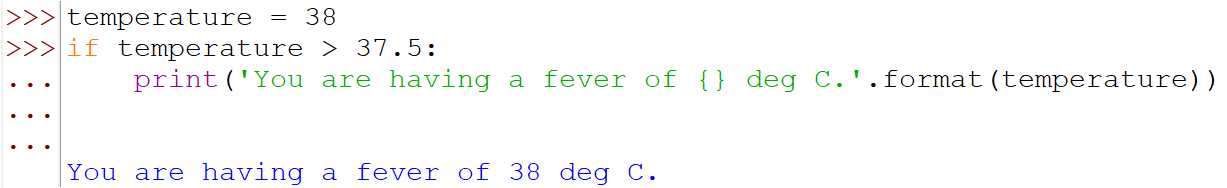 >>> temperature = 38
>>> if temperature > 37.5:
...     print('You are having a fever of {} deg C.'.format(temperature))
...
...
You are having a fever of 38 deg C.